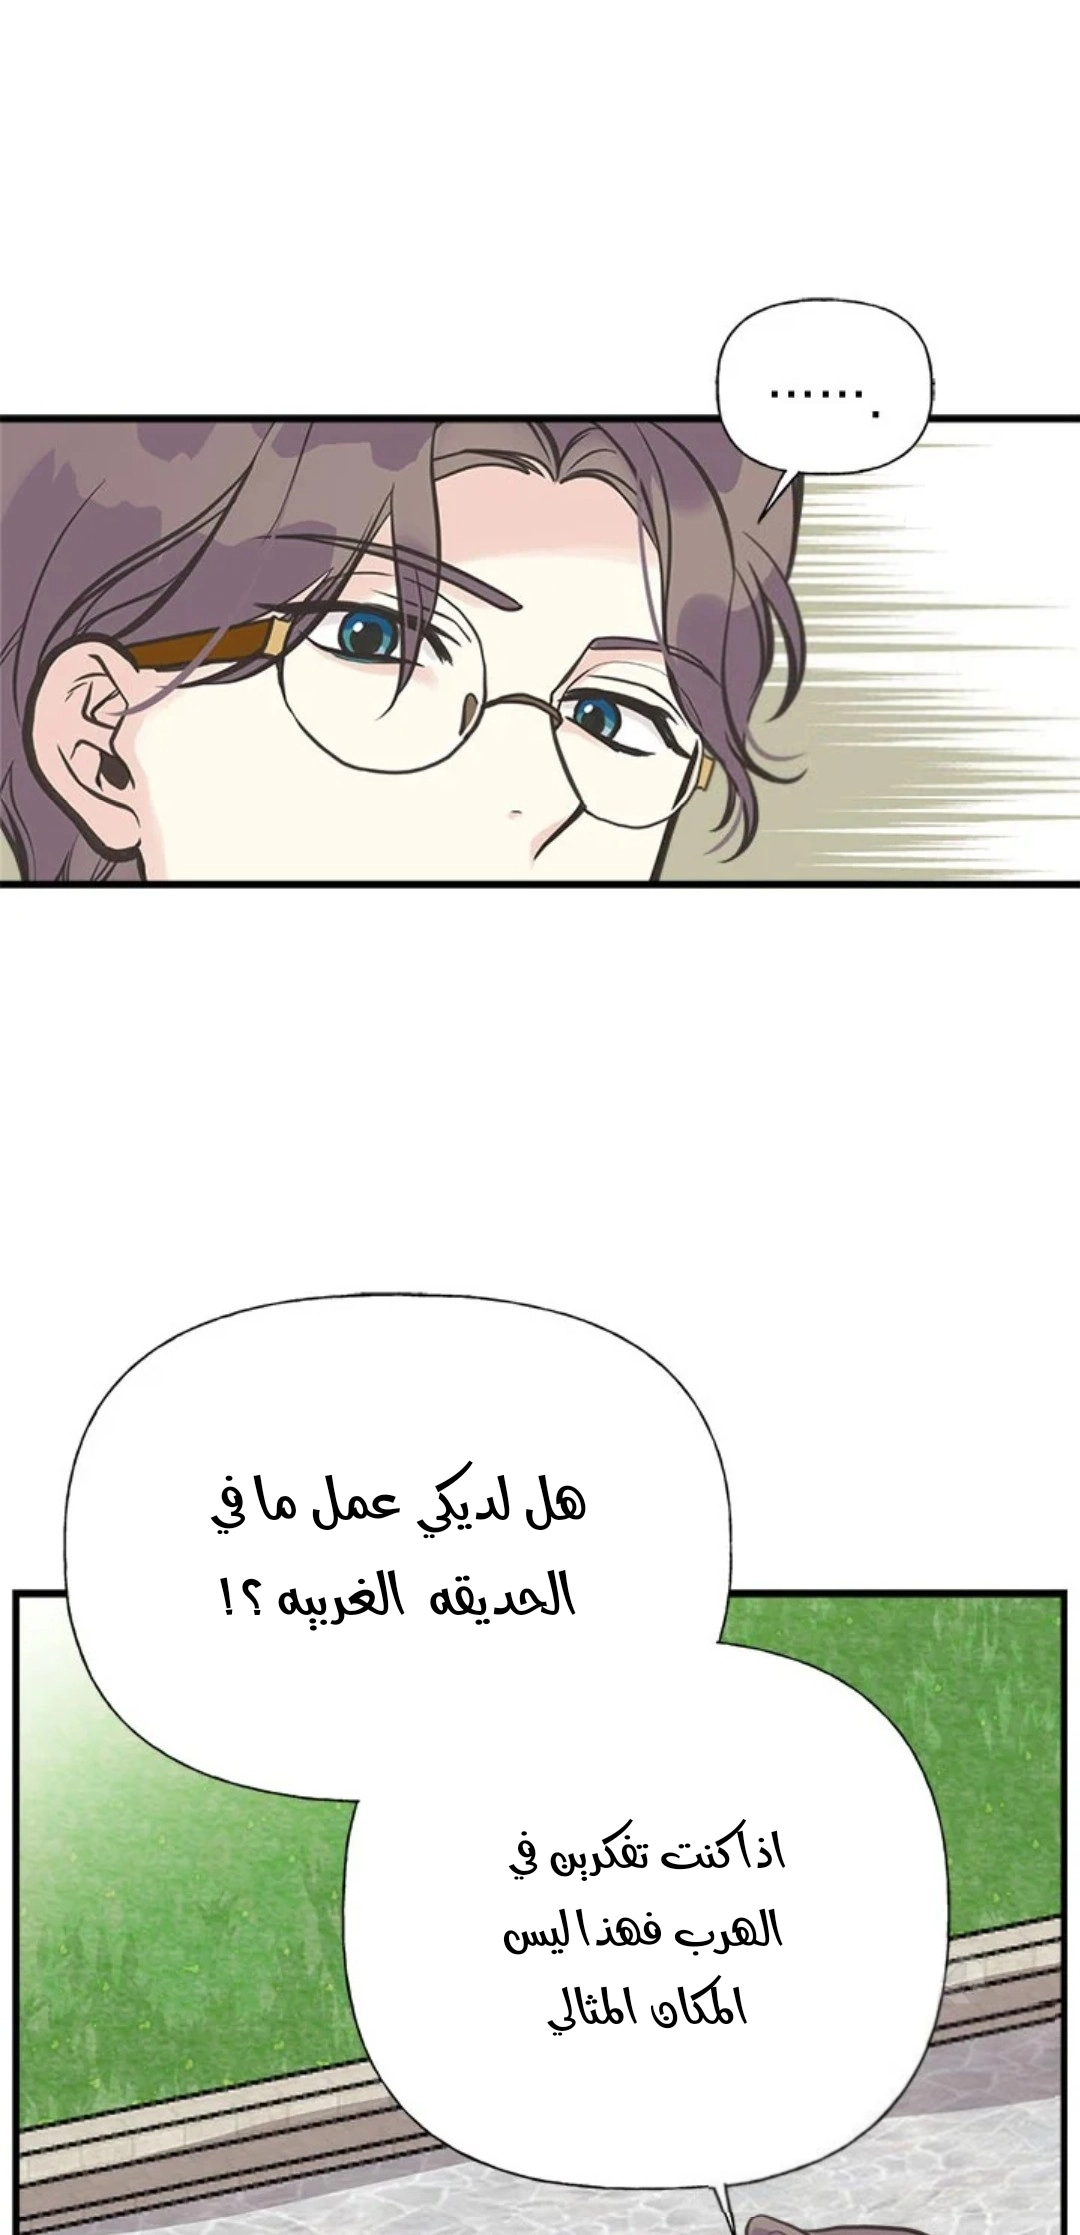 .......
هل لديكي عمل ما في
الحديقه الغربيه ؟!
اذا كنت تفكرين في
الهرب فهذا ليس
المكان المثالي